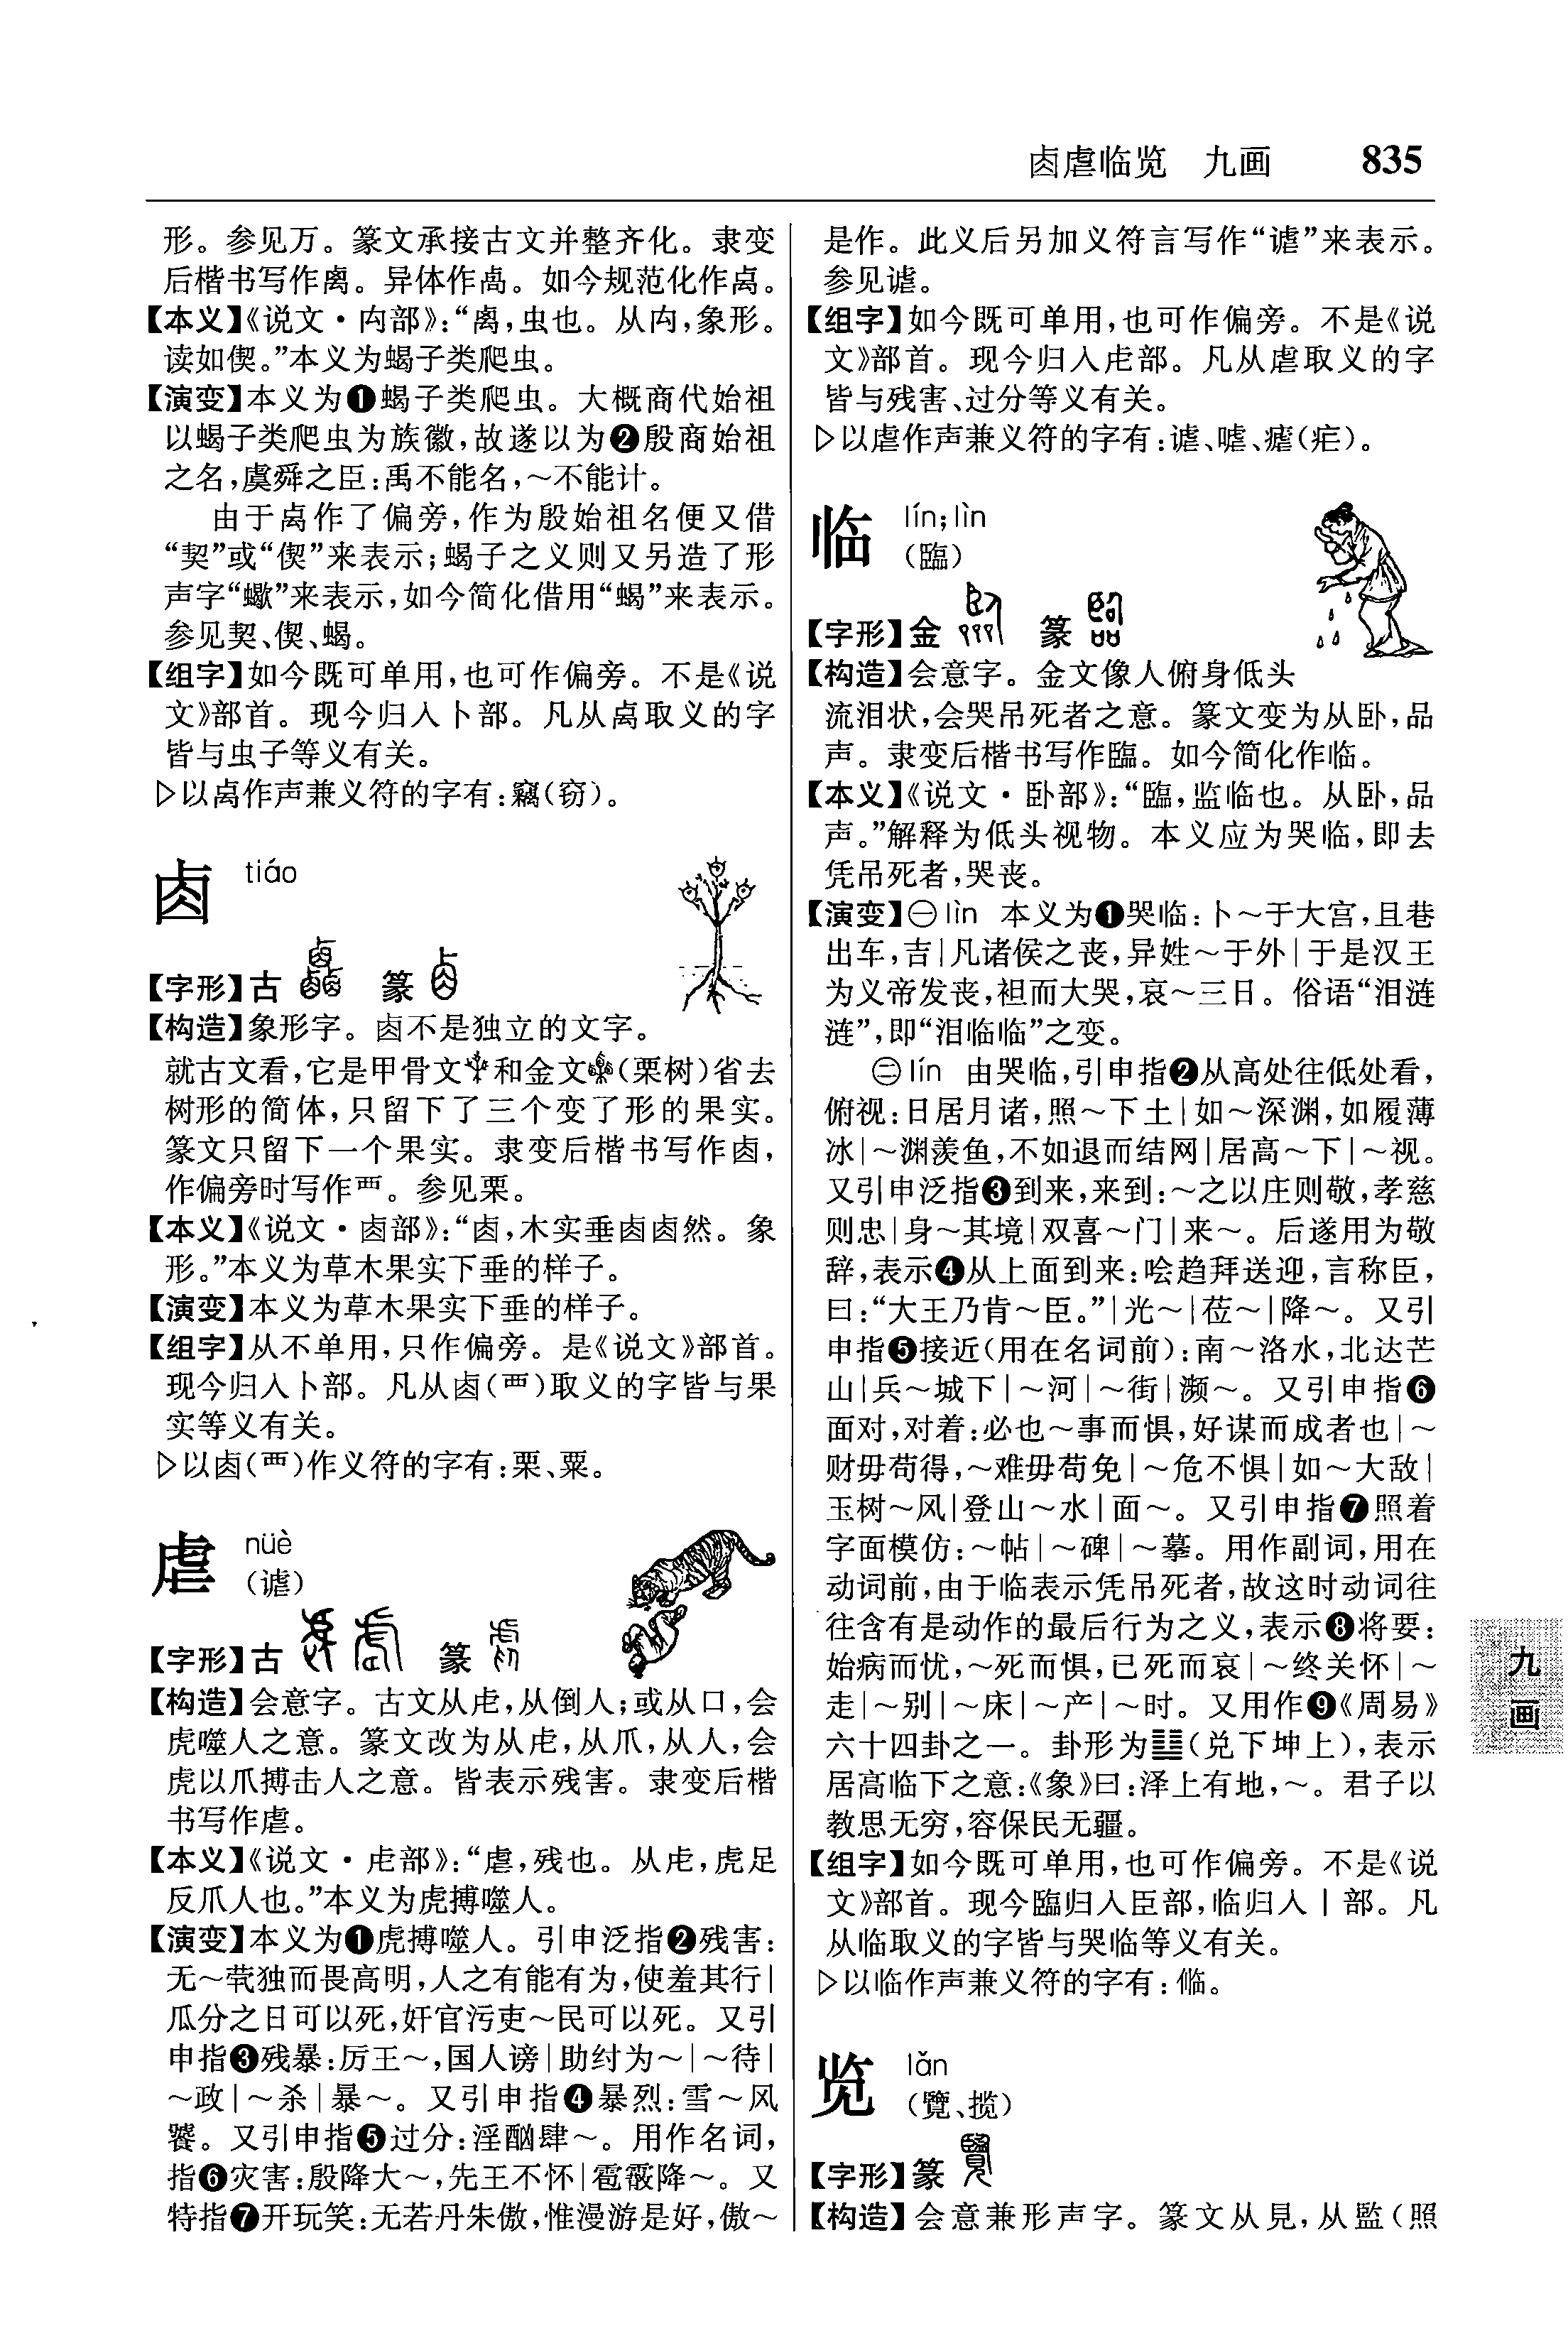 卤虐临览 九画 835
形。参见万。篆文承接古文并整齐化。隶变
后楷书写作离。异体作卨。如今规范化作卨。
【本义】《说文·禸部》:“离,虫也。从禸,象形。
读如偰。”本义为蝎子类爬虫。
【演变】本义为❶蝎子类爬虫。大概商代始祖
以蝎子类爬虫为族徽,故遂以为❷殷商始祖
之名,虞舜之臣:禹不能名,～不能计。
由于卨作了偏旁,作为殷始祖名便又借
“契”或“偰”来表示;蝎子之义则又另造了形
声字“蠍”来表示,如今简化借用“蝎”来表示。
参见契、偰、蝎。
【组字】如今既可单用,也可作偏旁。不是《说
文》部首。现今归入卜部。凡从卨取义的字
皆与虫子等义有关。
▷以卨作声兼义符的字有:竊(窃)。
卤 tiáo
【字形】古 篆
【构造】象形字。卤不是独立的文字。
就古文看,它是甲骨文和金文(栗树)省去
树形的简体,只留下了三个变了形的果实。
篆文只留下一个果实。隶变后楷书写作卤,
作偏旁时写作覀。参见栗。
【本义】《说文·卤部》:“卤,木实垂卤卤然。象
形。”本义为草木果实下垂的样子。
【演变】本义为草木果实下垂的样子。
【组字】从不单用,只作偏旁。是《说文》部首。
现今归入卜部。凡从卤(覀)取义的字皆与果
实等义有关。
▷以卤(覀)作义符的字有:栗、粟。
虐 nüè
(谑)
【字形】古 篆
【构造】会意字。古文从虍,从倒人;或从口,会
虎噬人之意。篆文改为从虍,从爪,从人,会
虎以爪搏击人之意。皆表示残害。隶变后楷
书写作虐。
【本义】《说文·虍部》:“虐,残也。从虍,虎足
反爪人也。”本义为虎搏噬人。
【演变】本义为❶虎搏噬人。引申泛指❷残害:
无～茕独而畏高明,人之有能有为,使羞其行|
瓜分之日可以死,奸官污吏～民可以死。又引
申指❸残暴:厉王～,国人谤|助纣为～|～待|
～政|～杀|暴～。又引申指❹暴烈:雪～风
饕。又引申指❺过分:淫酗肆～。用作名词,
指❻灾害:殷降大～,先王不怀|雹霰降～。又
特指❼开玩笑:无若丹朱傲,惟漫游是好,傲～
是作。此义后另加义符言写作“谑”来表示。
参见谑。
【组字】如今既可单用,也可作偏旁。不是《说
文》部首。现今归入虍部。凡从虐取义的字
皆与残害、过分等义有关。
▷以虐作声兼义符的字有:谑、嘘、瘧(疟)。
临 lín;lìn
(臨)
【字形】金 篆
【构造】会意字。金文像人俯身低头
流泪状,会哭吊死者之意。篆文变为从卧,品
声。隶变后楷书写作臨。如今简化作临。
【本义】《说文·卧部》:“臨,监临也。从卧,品
声。”解释为低头视物。本义应为哭临,即去
凭吊死者,哭丧。
【演变】㊀lìn 本义为❶哭临:卜～于大宫,且巷
出车,吉|凡诸侯之丧,异姓～于外|于是汉王
为义帝发丧,袒而大哭,哀～三日。俗语“泪涟
涟”,即“泪临临”之变。
㊁lín 由哭临,引申指❷从高处往低处看,
俯视:日居月诸,照～下土|如～深渊,如履薄
冰|～渊羡鱼,不如退而结网|居高～下|～视。
又引申泛指❸到来,来到:～之以庄则敬,孝慈
则忠|身～其境|双喜～门|来～。后遂用为敬
辞,表示❹从上面到来:哙趋拜送迎,言称臣,
曰:“大王乃肯～臣。”|光～|莅～|降～。又引
申指❺接近(用在名词前):南～洛水,北达芒
山|兵～城下|～河|～街|濒～。又引申指❻
面对,对着:必也～事而惧,好谋而成者也|～
财毋苟得,～难毋苟免|～危不惧|如～大敌|
玉树～风|登山～水|面～。又引申指❼照着
字面模仿:～帖|～碑|～摹。用作副词,用在
动词前,由于临表示凭吊死者,故这时动词往
往含有是动作的最后行为之义,表示❽将要:
始病而忧,～死而惧,已死而哀|～终关怀|～
走|～别|～床|～产|～时。又用作❾《周易》
六十四卦之一。卦形为䷒(兑下坤上),表示
居高临下之意:《象》曰:泽上有地,～。君子以
教思无穷,容保民无疆。
【组字】如今既可单用,也可作偏旁。不是《说
文》部首。现今臨归入臣部,临归入丨部。凡
从临取义的字皆与哭临等义有关。
▷以临作声兼义符的字有:㑣。
览 lǎn
(覽、揽)
【字形】篆
【构造】会意兼形声字。篆文从見,从監(照
九
画